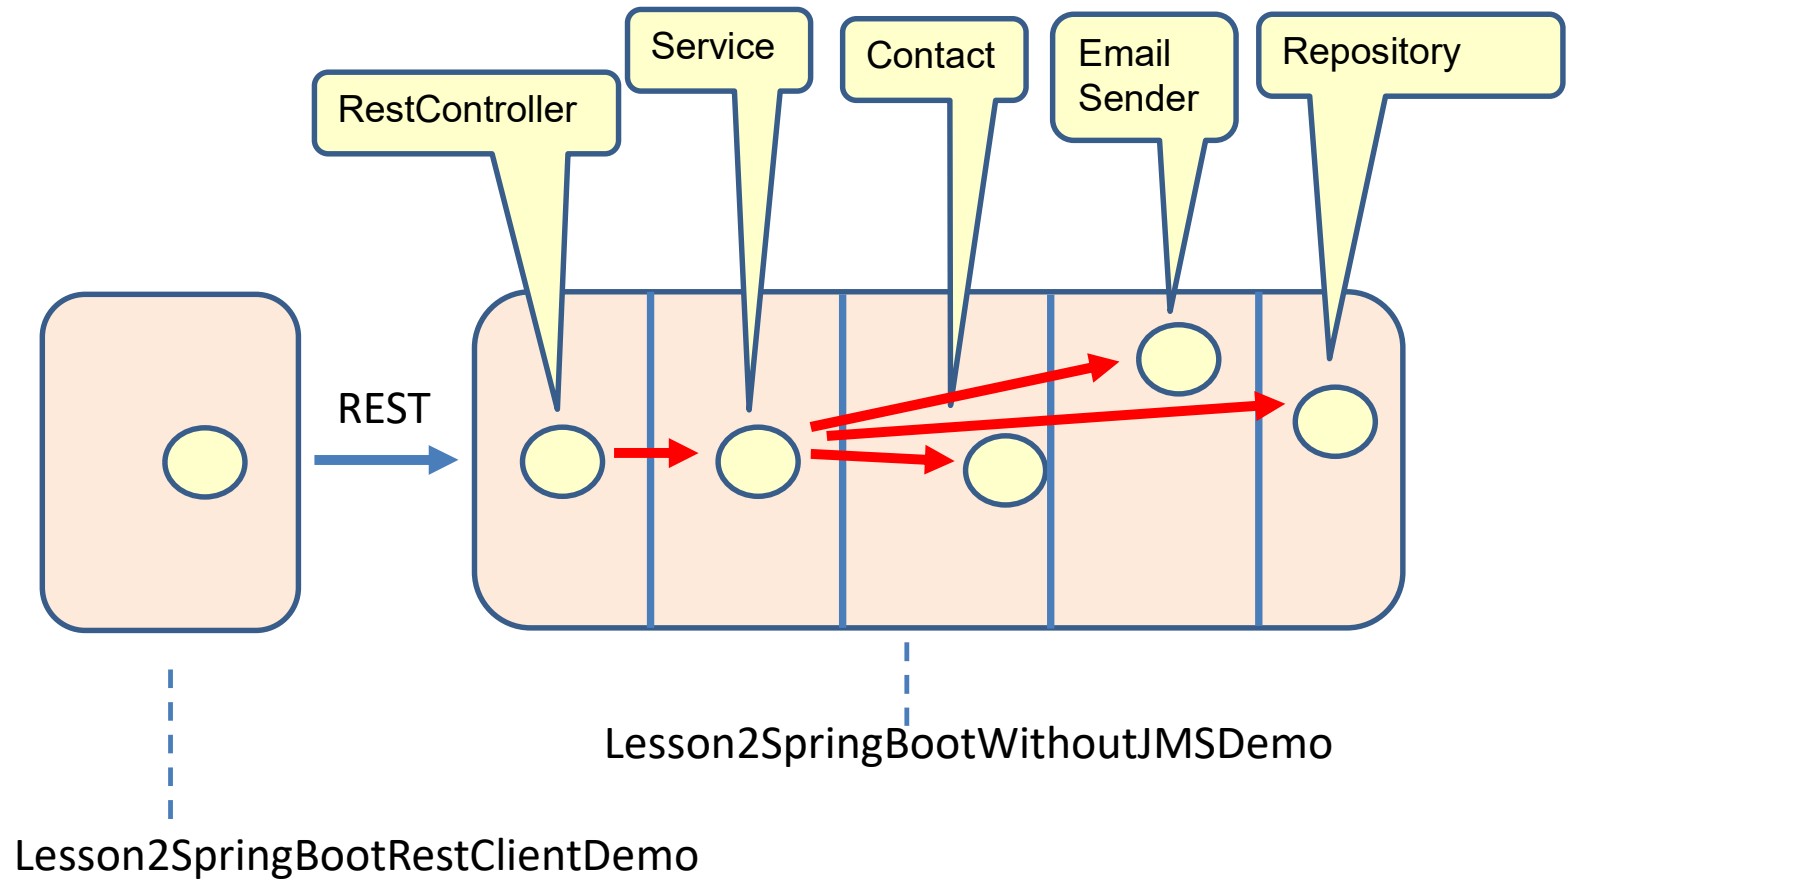 Service
Contact
Email
Sender
Repository
RestController
REST
Lesson2SpringBootWithoutJMSDemo
Lesson2SpringBootRestClientDemo